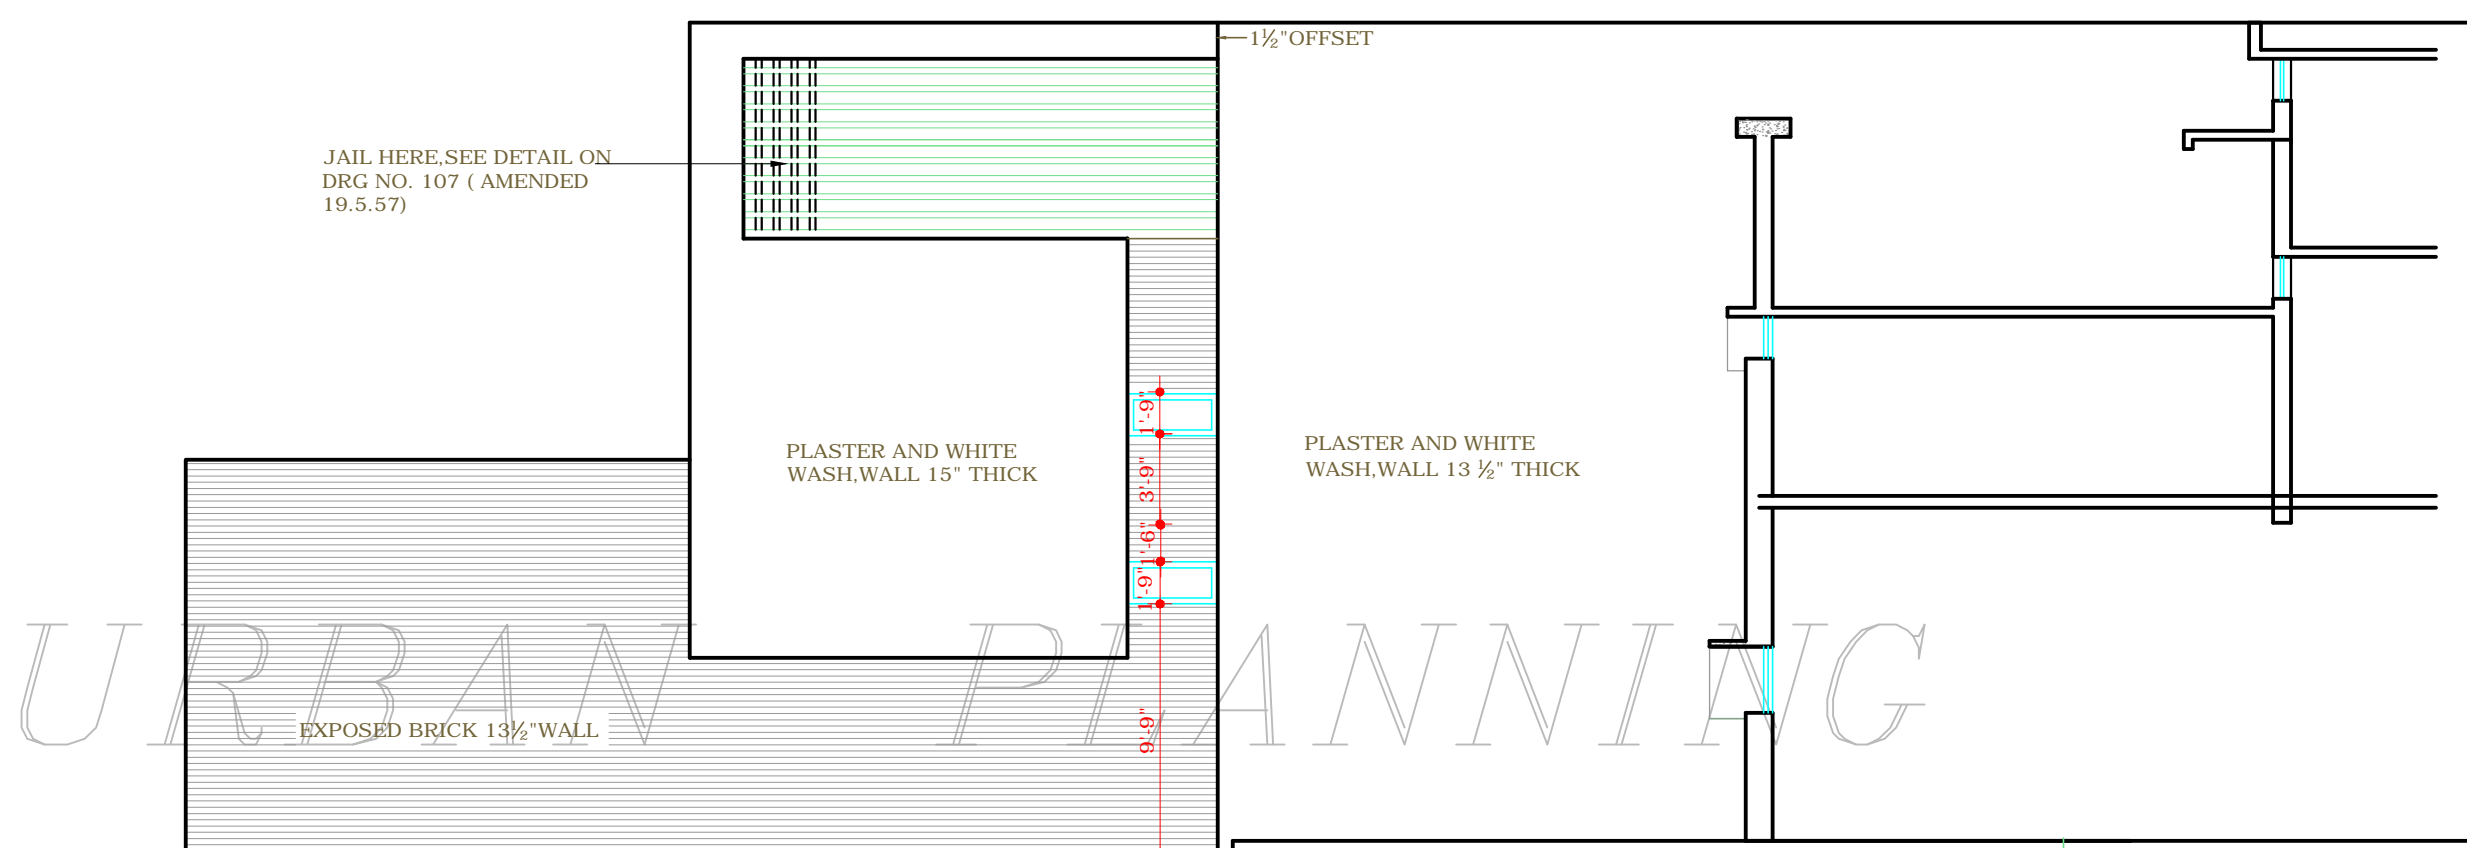 1½"OFFSET
JAIL HERE,SEE DETAIL ON
DRG NO. 107 ( AMENDED
19.5.57)
1'-9"
PLASTER AND WHITE
WASH,WALL 15" THICK
PLASTER AND WHITE
WASH,WALL 13 ½" THICK
3'-9"
1'-6"
1'-9"
URBAN PLANNING
EXPOSED BRICK 13½"WALL
9'-9"